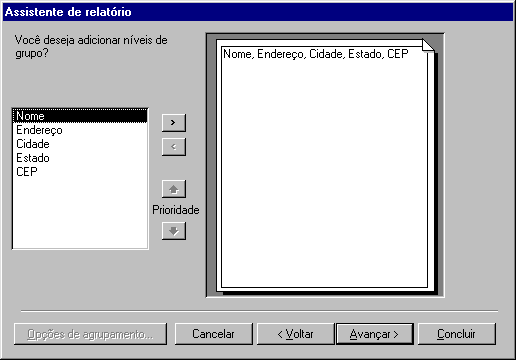 Assistente de relatório
Você deseja adicionar níveis de
grupo?
Nome
Endereço
Cidade
Estado
CEP
>
<
Prioridade
Nome, Endereço, Cidade, Estado, CEP
Opções de agrupamento...
Cancelar
< Voltar
Avançar >
Concluir